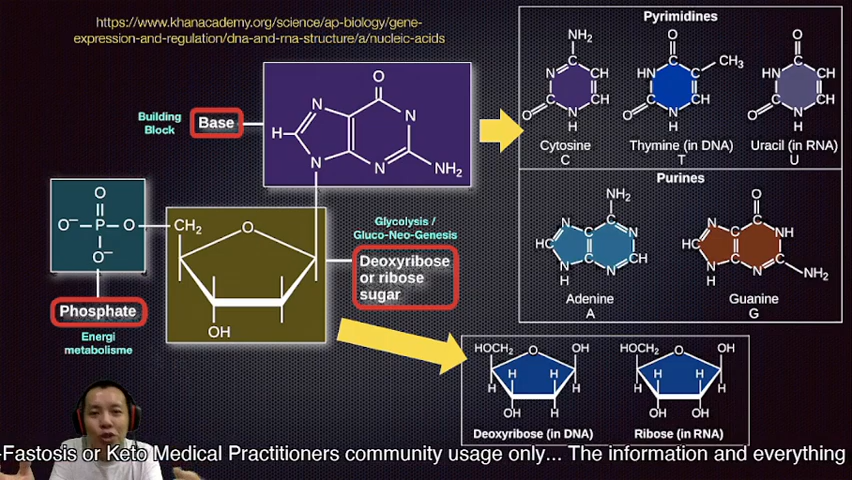 https://www.khanacademy.org/science/ap-biology/gene-
expression-and-regulation/dna-and-rna-structure/a/nucleic-acids
Building
Block
Base
O
N
N
H
N
N
NH₂
O
O⁻ P O
O⁻
CH₂
O
OH
Phosphate
Energi
metabolisme
Glycolysis /
Gluco-Neo-Genesis
Deoxyribose
or ribose
sugar
Pyrimidines
NH₂
C
N CH
C CH
O N
H
Cytosine
C
O
C CH₃
HN C
C CH
O N
H
Thymine (in DNA)
T
O
C
HN CH
C CH
O N
H
Uracil (in RNA)
U
Purines
NH₂
N C
C N
HC
C CH
N N
H
Adenine
A
O
N C
C NH
HC
C C
N N NH₂
H
Guanine
G
HOCH₂ O OH
H H
H H
OH H
Deoxyribose (in DNA)
HOCH₂ O OH
H H
H H
OH OH
Ribose (in RNA)
-Fastosis or Keto Medical Practitioners community usage only... The information and everything